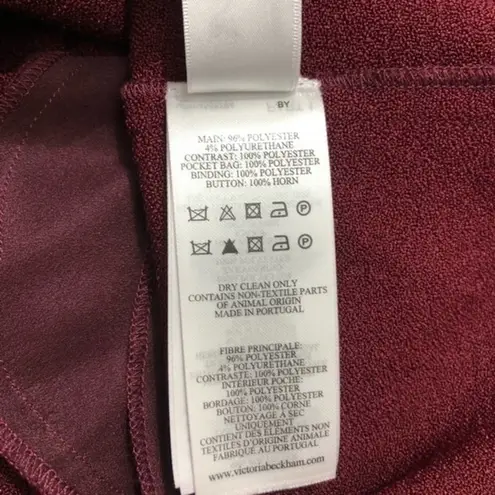 BY
MAIN: 96% POLYESTER
4% POLYURETHANE
CONTRAST: 100% POLYESTER
POCKET BAG: 100% POLYESTER
BINDING: 100% POLYESTER
BUTTON: 100% HORN
P
P
DRY CLEAN ONLY
CONTAINS NON-TEXTILE PARTS
OF ANIMAL ORIGIN
MADE IN PORTUGAL
FIBRE PRINCIPALE:
96% POLYESTER
4% POLYURETHANE
CONTRASTE: 100% POLYESTER
INTÉRIEUR POCHE:
100% POLYESTER
BORDAGE: 100% POLYESTER
BOUTON: 100% CORNE
NETTOYAGE A SEC
UNIQUEMENT
CONTIENT DES ELEMENTS NON
TEXTILES D'ORIGINE ANIMALE
FABRIQUÉ AU PORTUGAL
www.victoriabeckham.com